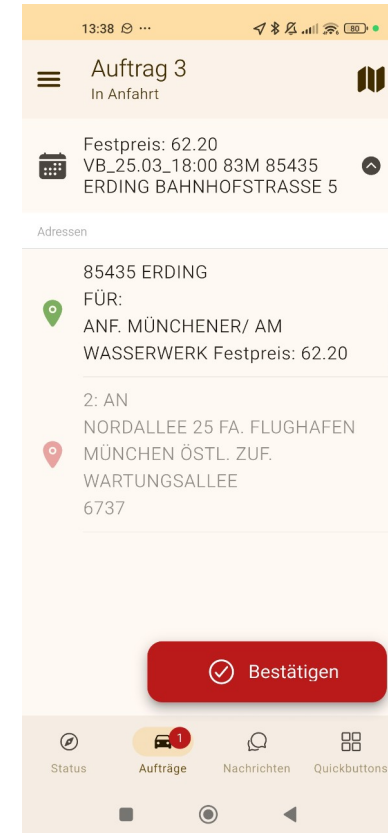 13:38
80
Auftrag 3
In Anfahrt
Festpreis: 62.20
VB_25.03_18:00 83M 85435
ERDING BAHNHOFSTRASSE 5
Adressen
85435 ERDING
FÜR:
ANF. MÜNCHENER/ AM
WASSERWERK Festpreis: 62.20
2: AN
NORDALLEE 25 FA. FLUGHAFEN
MÜNCHEN ÖSTL. ZUF.
WARTUNGSALLEE
6737
Bestätigen
1
Status
Aufträge
Nachrichten
Quickbuttons